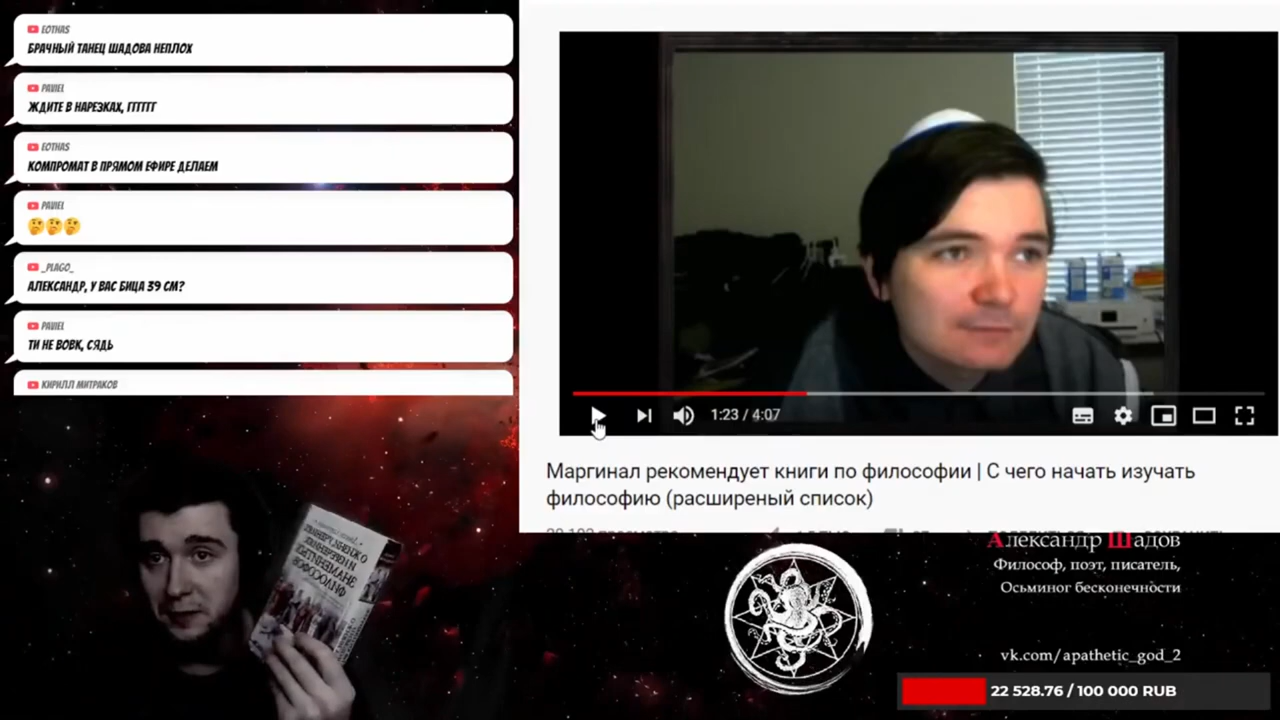 EOTHAS
БРАЧНЫЙ ТАНЕЦ ШАДОВА НЕПЛОХ
PAVIEL
ЖДИТЕ В НАРЕЗКАХ, ГГГГГГ
EOTHAS
КОМПРОМАТ В ПРЯМОМ ЕФИРЕ ДЕЛАЕМ
PAVIEL
_PLAGO_
АЛЕКСАНДР, У ВАС БИЦА 39 СМ?
PAVIEL
ТИ НЕ ВОВК, СЯДЬ
КИРИЛЛ МИТРАКОВ
1:23 / 4:07
Маргинал рекомендует книги по философии | С чего начать изучать
философию (расширеный список)
Александр Шадов
Философ, поэт, писатель,
Осьминог бесконечности
vk.com/apathetic_god_2
22 528.76 / 100 000 RUB